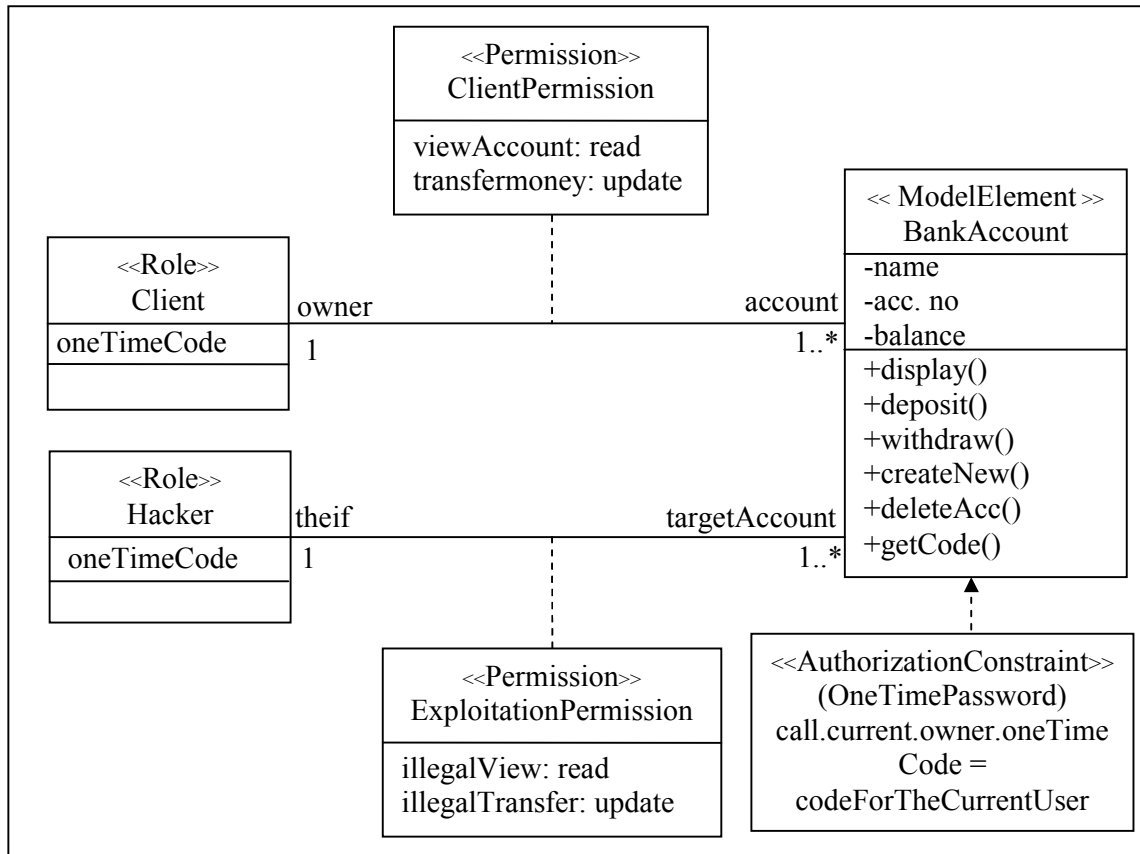 <<Permission>>
ClientPermission
viewAccount: read
transfermoney: update
<< ModelElement >>
BankAccount
-name
-acc. no
-balance
+display()
+deposit()
+withdraw()
+createNew()
+deleteAcc()
+getCode()
<<Role>>
Client
oneTimeCode
owner
1
account
1..*
<<Role>>
Hacker
oneTimeCode
theif
1
targetAccount
1..*
<<Permission>>
ExploitationPermission
illegalView: read
illegalTransfer: update
<<AuthorizationConstraint>>
(OneTimePassword)
call.current.owner.oneTime
Code =
codeForTheCurrentUser